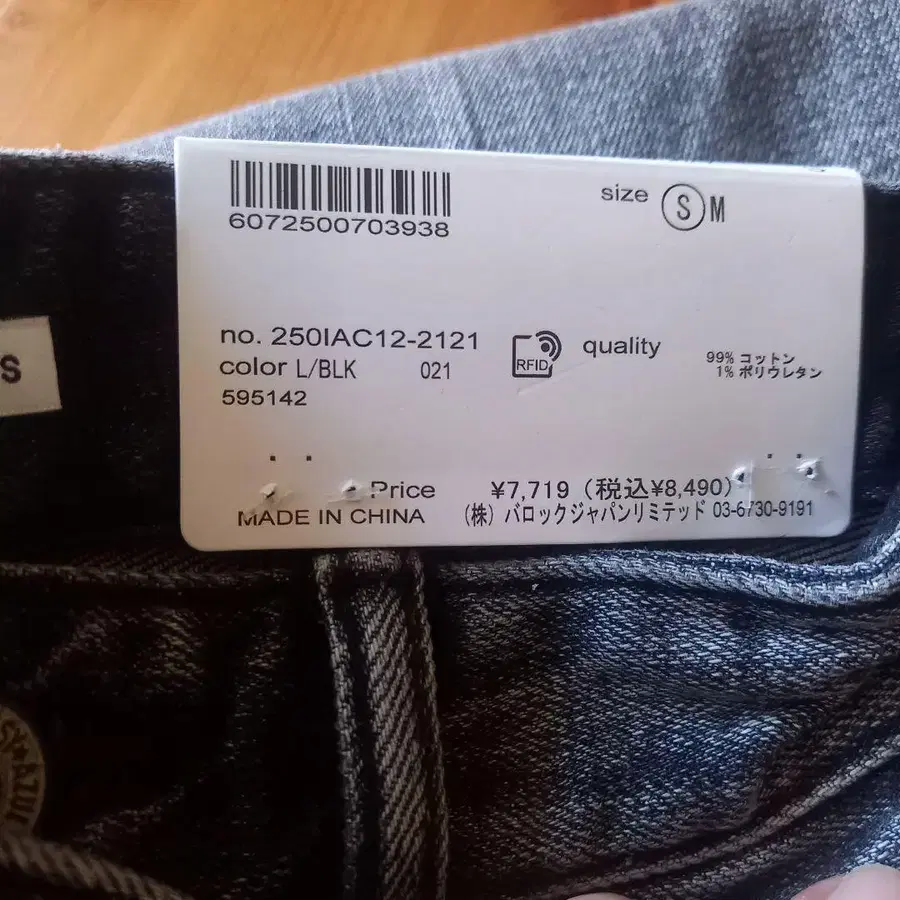 6072500703938
size Ⓢ M
no. 250IAC12-2121
color L/BLK 021
595142
RFID
quality
99% コットン
1% ポリウレタン
Price ¥7,719 (税込¥8,490)
MADE IN CHINA (株) バロックジャパンリミテッド 03-6730-9191
S